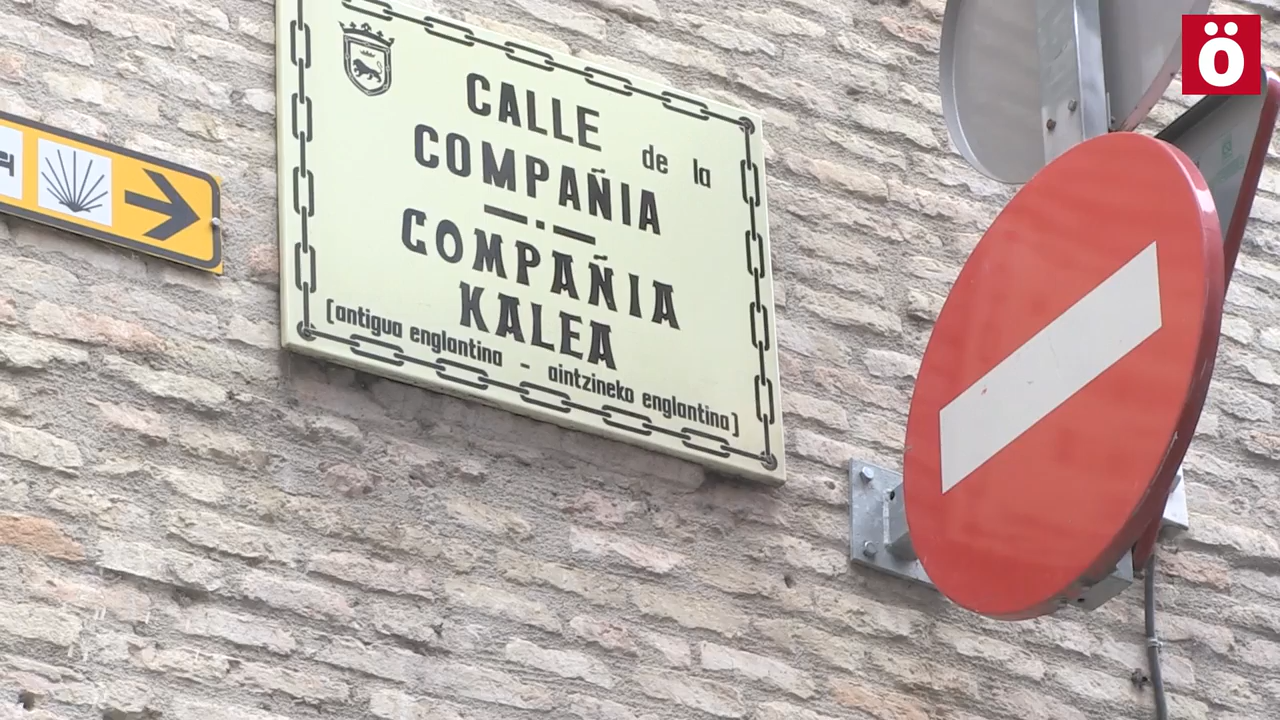 CALLE
de la
COMPAÑIA
COMPAÑIA
KALEA
(antigua englantina - aintzineko englantina)
ö